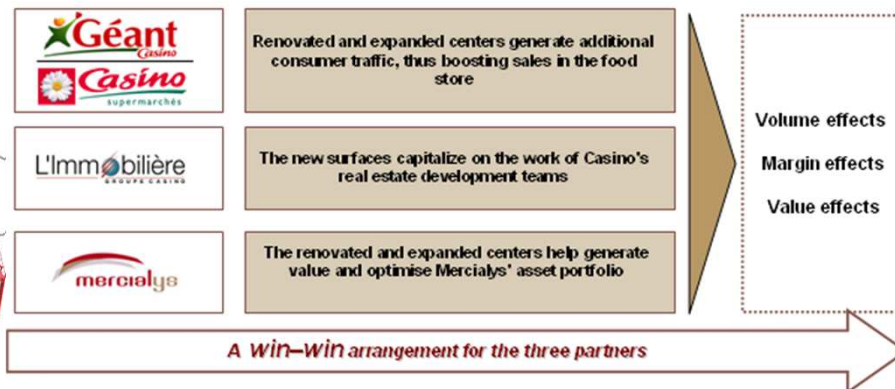 Géant
Casino
Casino
supermarchés
Renovated and expanded centers generate additional
consumer traffic, thus boosting sales in the food
store
L'Immobilière
GROUPE CASINO
The new surfaces capitalize on the work of Casino's
real estate development teams
mercialys
The renovated and expanded centers help generate
value and optimise Mercialys' asset portfolio
Volume effects
Margin effects
Value effects
A win–win arrangement for the three partners